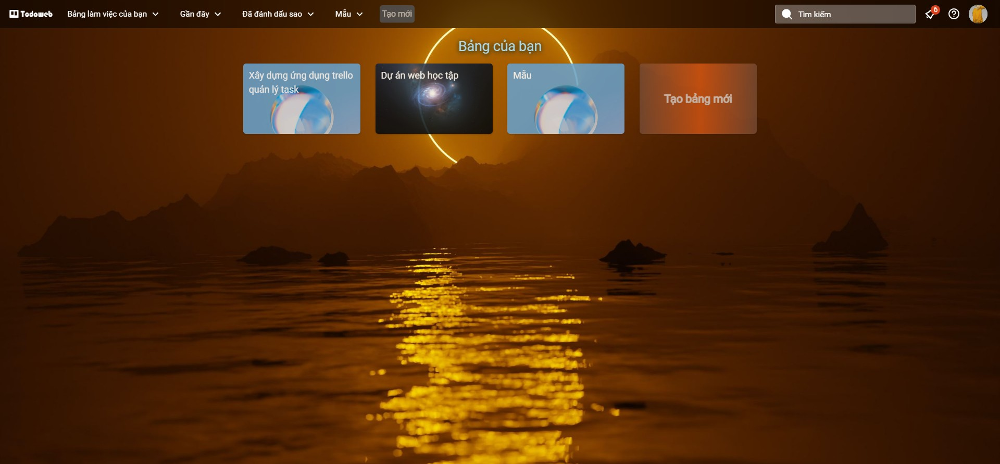 Todoweb
Bảng làm việc của bạn
Gần đây
Đã đánh dấu sao
Mẫu
Tạo mới
Tìm kiếm
6
Bảng của bạn
Xây dựng ứng dụng trello
quản lý task
Dự án web học tập
Mẫu
Tạo bảng mới